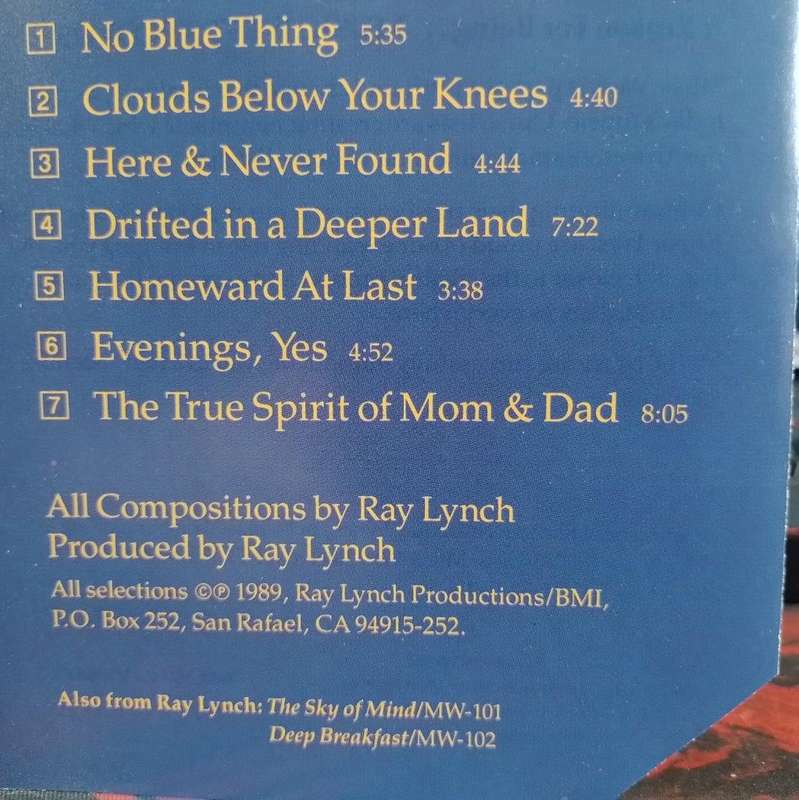 1 No Blue Thing 5:35
2 Clouds Below Your Knees 4:40
3 Here & Never Found 4:44
4 Drifted in a Deeper Land 7:22
5 Homeward At Last 3:38
6 Evenings, Yes 4:52
7 The True Spirit of Mom & Dad 8:05
All Compositions by Ray Lynch
Produced by Ray Lynch
All selections ©℗ 1989, Ray Lynch Productions/BMI,
P.O. Box 252, San Rafael, CA 94915-252.
Also from Ray Lynch: The Sky of Mind/MW-101
Deep Breakfast/MW-102